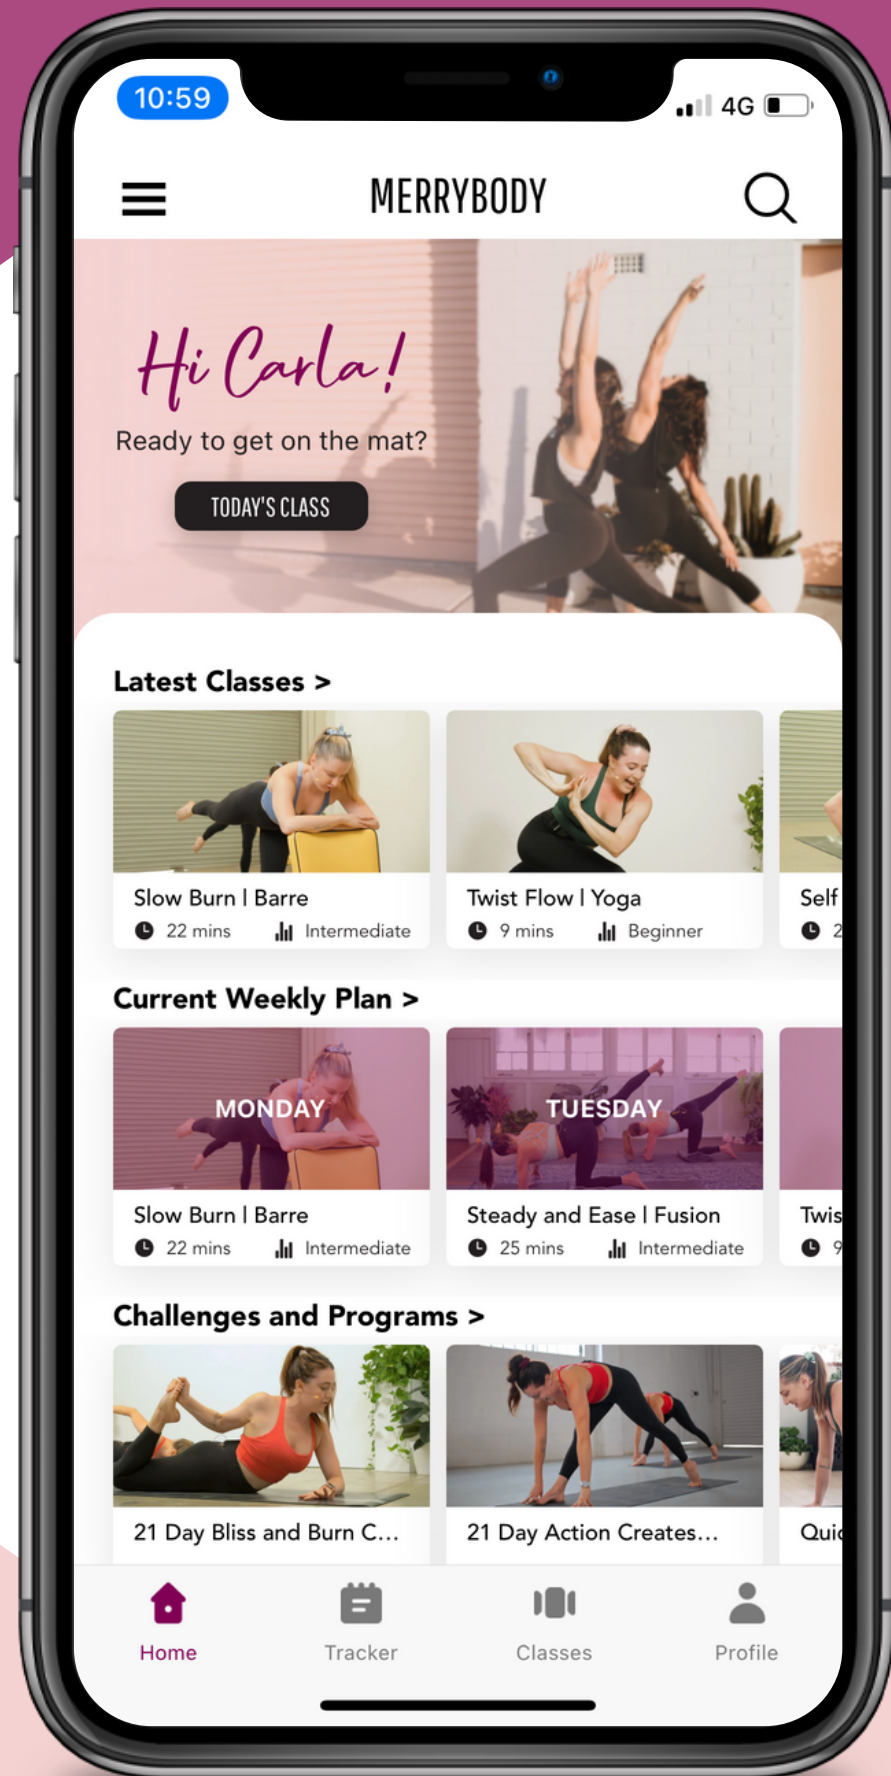 10:59
4G
MERRYBODY
Hi Carla!
Ready to get on the mat?
TODAY'S CLASS
Latest Classes >
Slow Burn | Barre
22 mins Intermediate
Twist Flow | Yoga
9 mins Beginner
Self
2
Current Weekly Plan >
MONDAY
Slow Burn | Barre
22 mins Intermediate
TUESDAY
Steady and Ease | Fusion
25 mins Intermediate
Twis
9
Challenges and Programs >
21 Day Bliss and Burn C...
21 Day Action Creates...
Quic
Home
Tracker
Classes
Profile